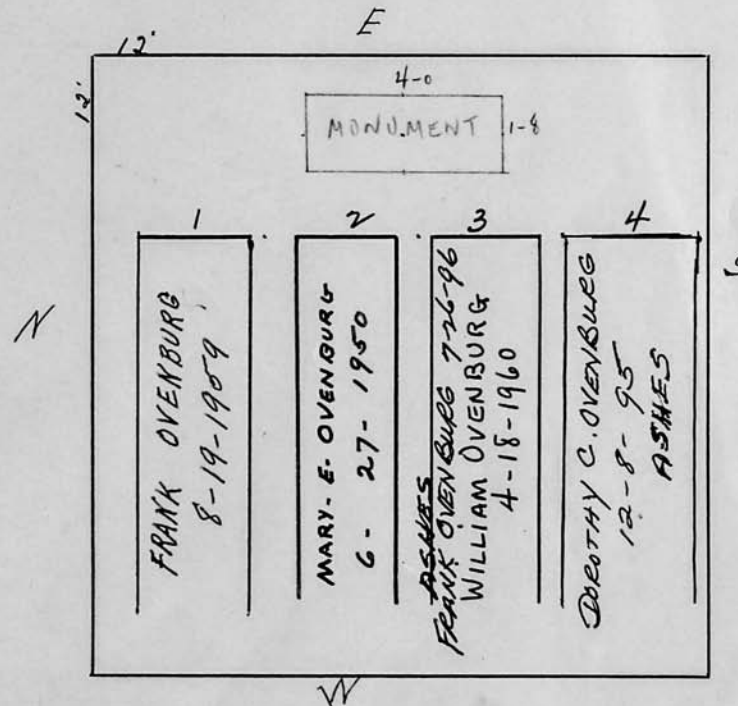 E
12'
12'
4-0
MONUMENT
1-8
1
2
3
4
N
FRANK OVENBURG
8-19-1959
MARY-E-OVENBURG
6-27-1950
ASHES
FRANK OVENBURG 7-26-96
WILLIAM OVENBURG
4-18-1960
DOROTHY C. OVENBURG
12-8-95
ASHES
W